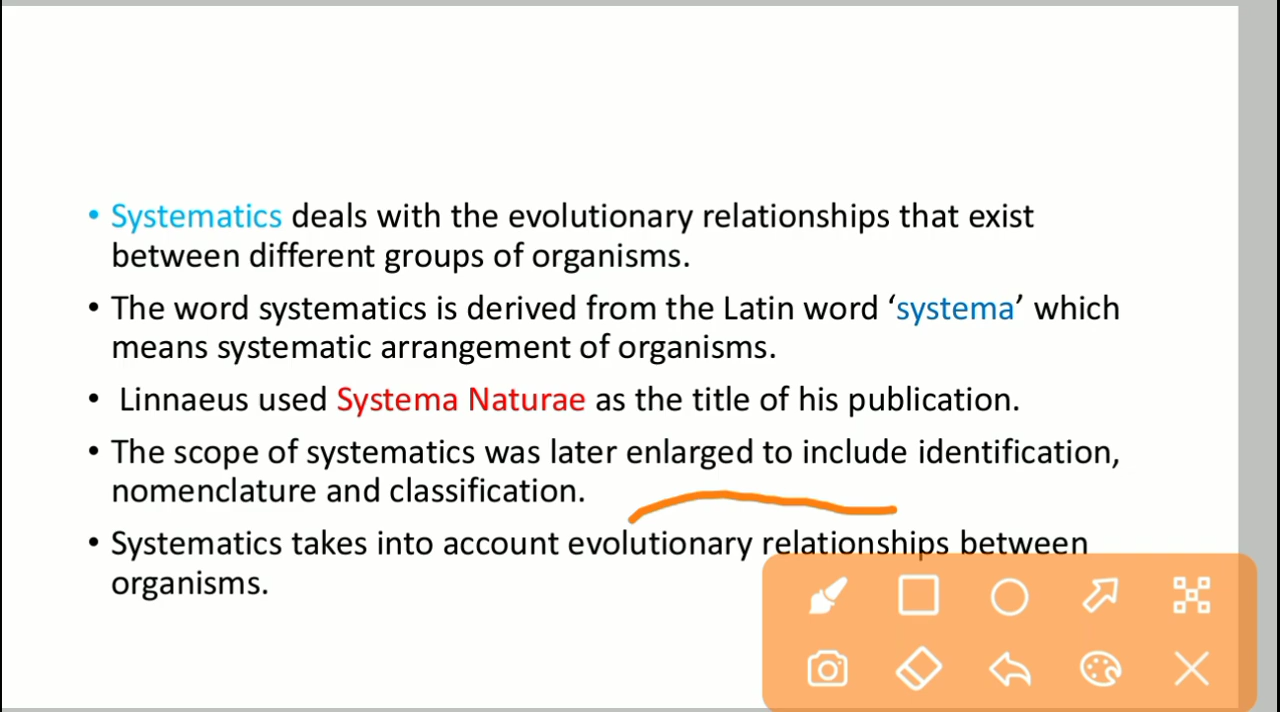 • Systematics deals with the evolutionary relationships that exist
between different groups of organisms.
• The word systematics is derived from the Latin word ‘systema’ which
means systematic arrangement of organisms.
• Linnaeus used Systema Naturae as the title of his publication.
• The scope of systematics was later enlarged to include identification,
nomenclature and classification.
• Systematics takes into account evolutionary relationships between
organisms.